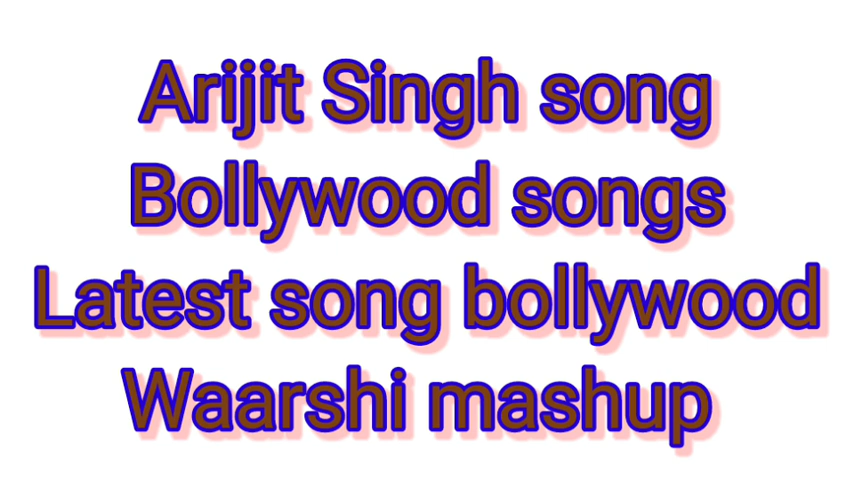 Arijit Singh song
Bollywood songs
Latest song bollywood
Waarshi mashup